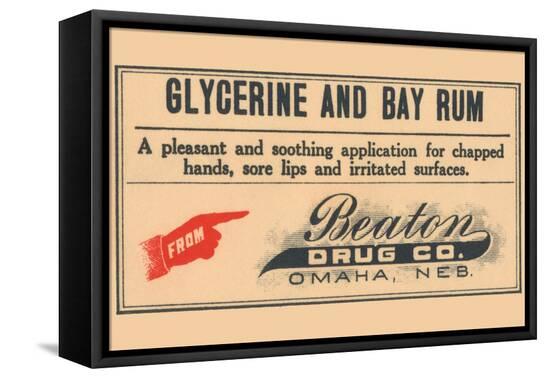 GLYCERINE AND BAY RUM
A pleasant and soothing application for chapped
hands, sore lips and irritated surfaces.
FROM
Beaton
DRUG CO.
OMAHA, NEB.